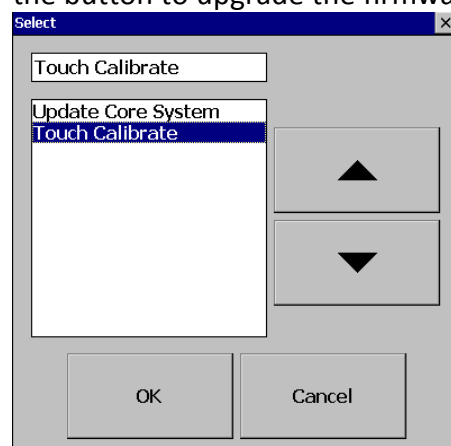 the button to upgrade the firmwa
Select
Touch Calibrate
Update Core System
Touch Calibrate
OK
Cancel